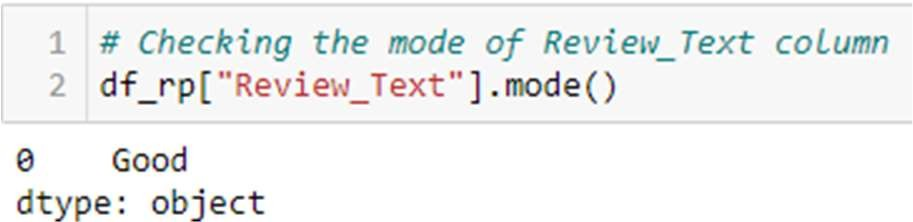 1 # Checking the mode of Review_Text column
2 df_rp["Review_Text"].mode()
0    Good
dtype: object